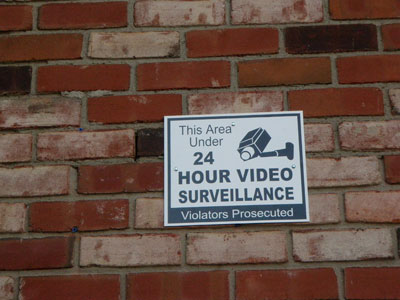 This Area
Under
24
HOUR VIDEO
SURVEILLANCE
Violators Prosecuted